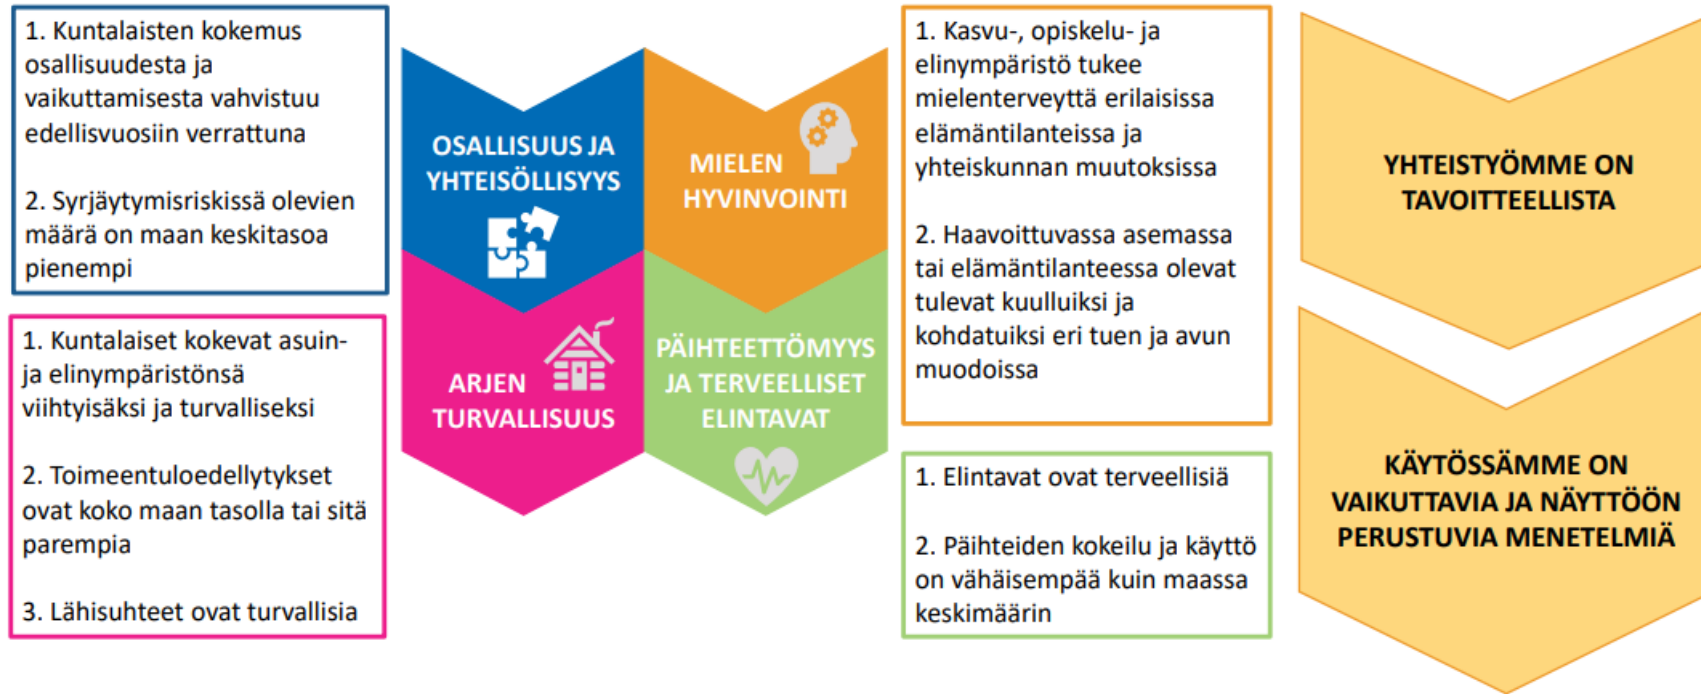 1. Kuntalaisten kokemus
osallisuudesta ja
vaikuttamisesta vahvistuu
edellisvuosiin verrattuna
2. Syrjäytymisriskissä olevien
määrä on maan keskitasoa
pienempi
OSALLISUUS JA
YHTEISÖLLISYYS
MIELEN
HYVINVOINTI
1. Kasvu-, opiskelu- ja
elinympäristö tukee
mielenterveyttä erilaisissa
elämäntilanteissa ja
yhteiskunnan muutoksissa
2. Haavoittuvassa asemassa
tai elämäntilanteessa olevat
tulevat kuulluiksi ja
kohdatuiksi eri tuen ja avun
muodoissa
YHTEISTYÖMME ON
TAVOITTEELLISTA
1. Kuntalaiset kokevat asuin-
ja elinympäristönsä
viihtyisäksi ja turvalliseksi
2. Toimeentuloedellytykset
ovat koko maan tasolla tai sitä
parempia
3. Lähisuhteet ovat turvallisia
ARJEN
TURVALLISUUS
PÄIHTEETTÖMYYS
JA TERVEELLISET
ELINTAVAT
1. Elintavat ovat terveellisiä
2. Päihteiden kokeilu ja käyttö
on vähäisempää kuin maassa
keskimäärin
KÄYTÖSSÄMME ON
VAIKUTTAVIA JA NÄYTTÖÖN
PERUSTUVIA MENETELMIÄ